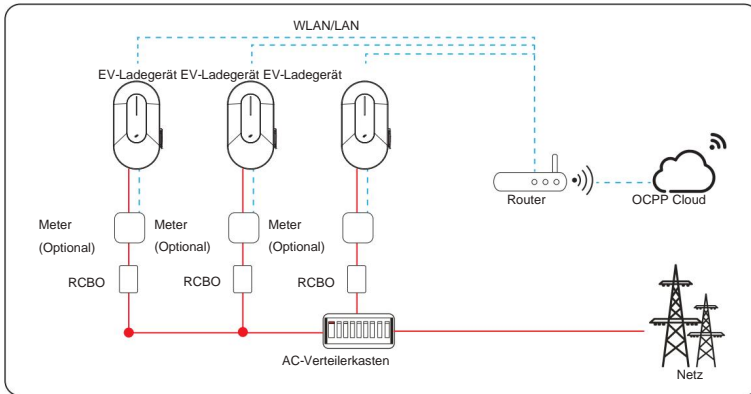 WLAN/LAN
EV-Ladegerät EV-Ladegerät EV-Ladegerät
Router
OCPP Cloud
Meter
(Optional)
Meter
(Optional)
Meter
(Optional)
RCBO
RCBO
RCBO
AC-Verteilerkasten
Netz